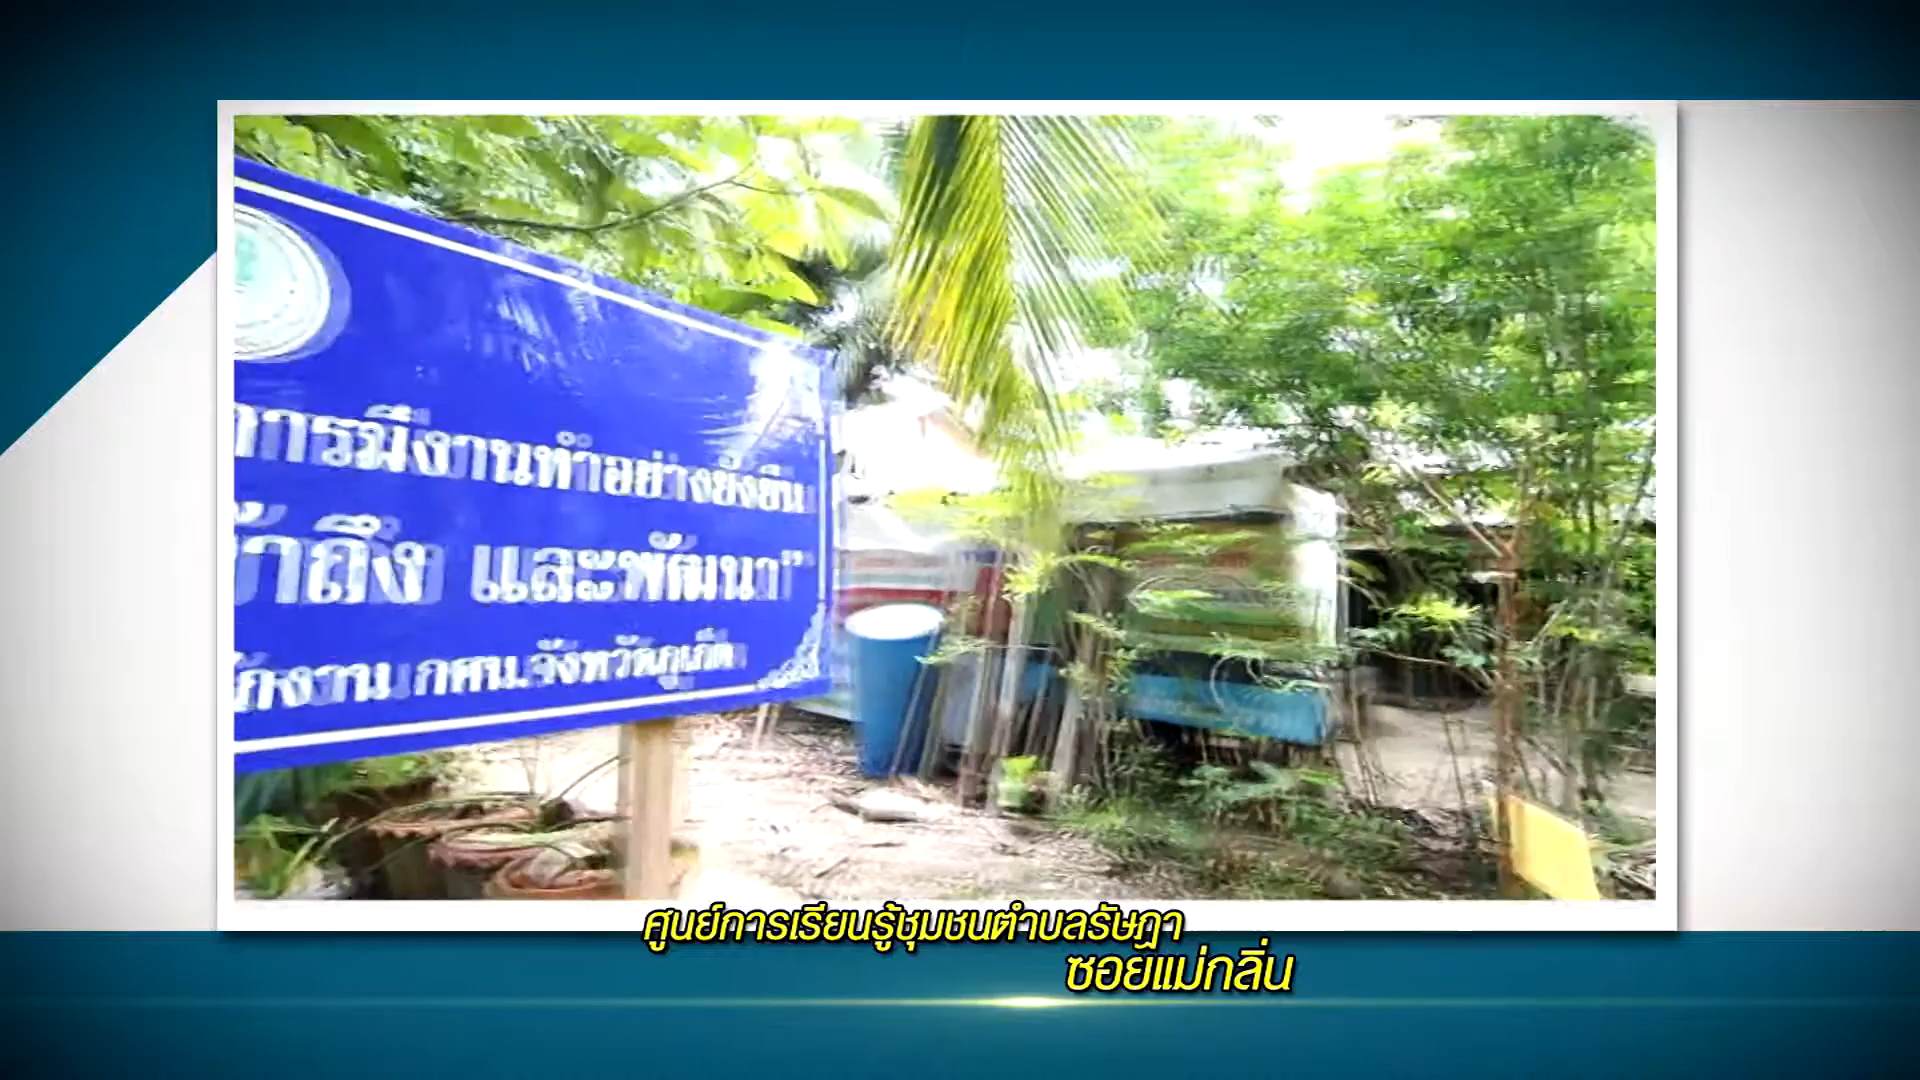 การมีงานทำอย่างยั่งยืน
เข้าถึง และพัฒนา"
กศน.จังหวัดภูเก็ต
ศูนย์การเรียนรู้ชุมชนตำบลรัษฎา
ซอยแม่กลิ่น